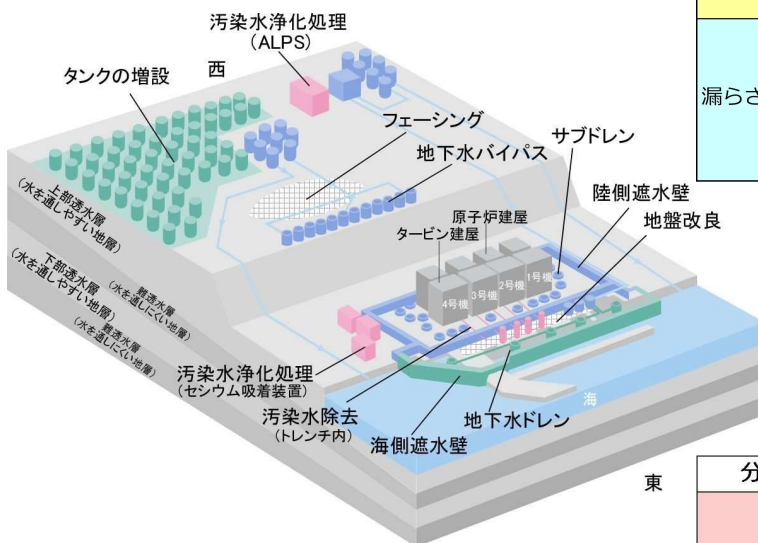 汚染水浄化処理
(ALPS)
西
タンクの増設
フェーシング
サブドレン
地下水バイパス
陸側遮水壁
原子炉建屋
地盤改良
タービン建屋
1号機
2号機
3号機
4号機
上部透水層
(水を通しやすい地層)
難透水層
(水を通しにくい地層)
下部透水層
(水を通しやすい地層)
難透水層
(水を通しにくい地層)
汚染水浄化処理
(セシウム吸着装置)
汚染水除去
(トレンチ内)
海側遮水壁
地下水ドレン
海
東
漏らさ
分